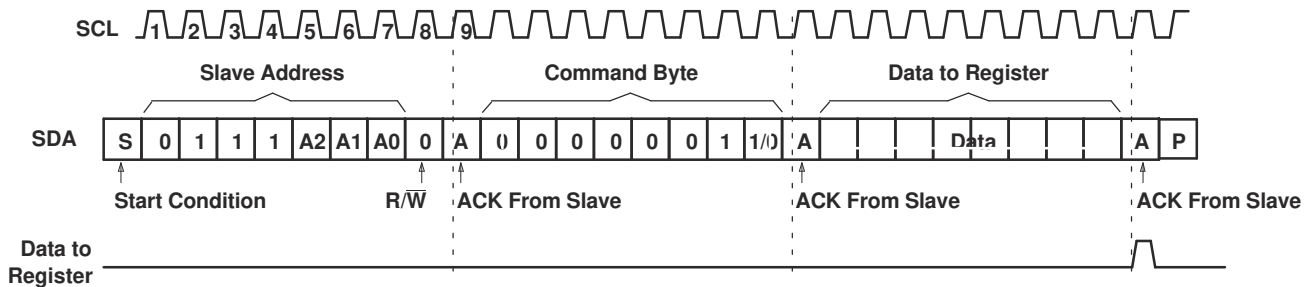 SCL 1 2 3 4 5 6 7 8 9
Slave Address Command Byte Data to Register
SDA S 0 1 1 1 A2 A1 A0 0 A 0 0 0 0 0 0 1 1/0 A Data A P
Start Condition R/W̅ ACK From Slave ACK From Slave ACK From Slave
Data to
Register